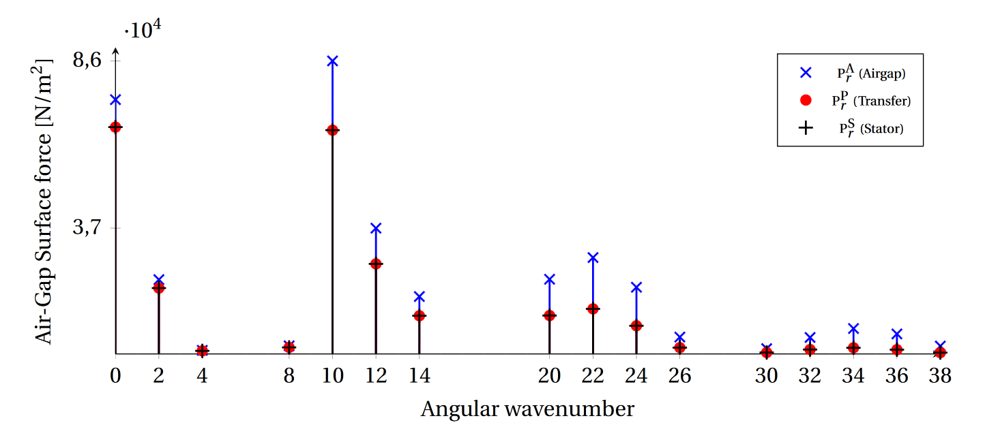 ·10^4
8,6
3,7
Air-Gap Surface force [N/m^2]
P_r^A (Airgap)
P_r^P (Transfer)
P_r^S (Stator)
0 2 4 8 10 12 14 20 22 24 26 30 32 34 36 38
Angular wavenumber